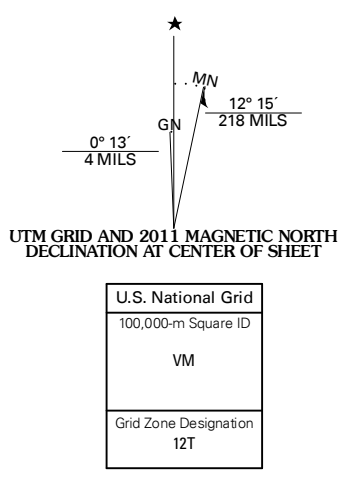 MN
12° 15´
218 MILS
GN
0° 13´
4 MILS
UTM GRID AND 2011 MAGNETIC NORTH
DECLINATION AT CENTER OF SHEET
U.S. National Grid
100,000-m Square ID
VM
Grid Zone Designation
12T